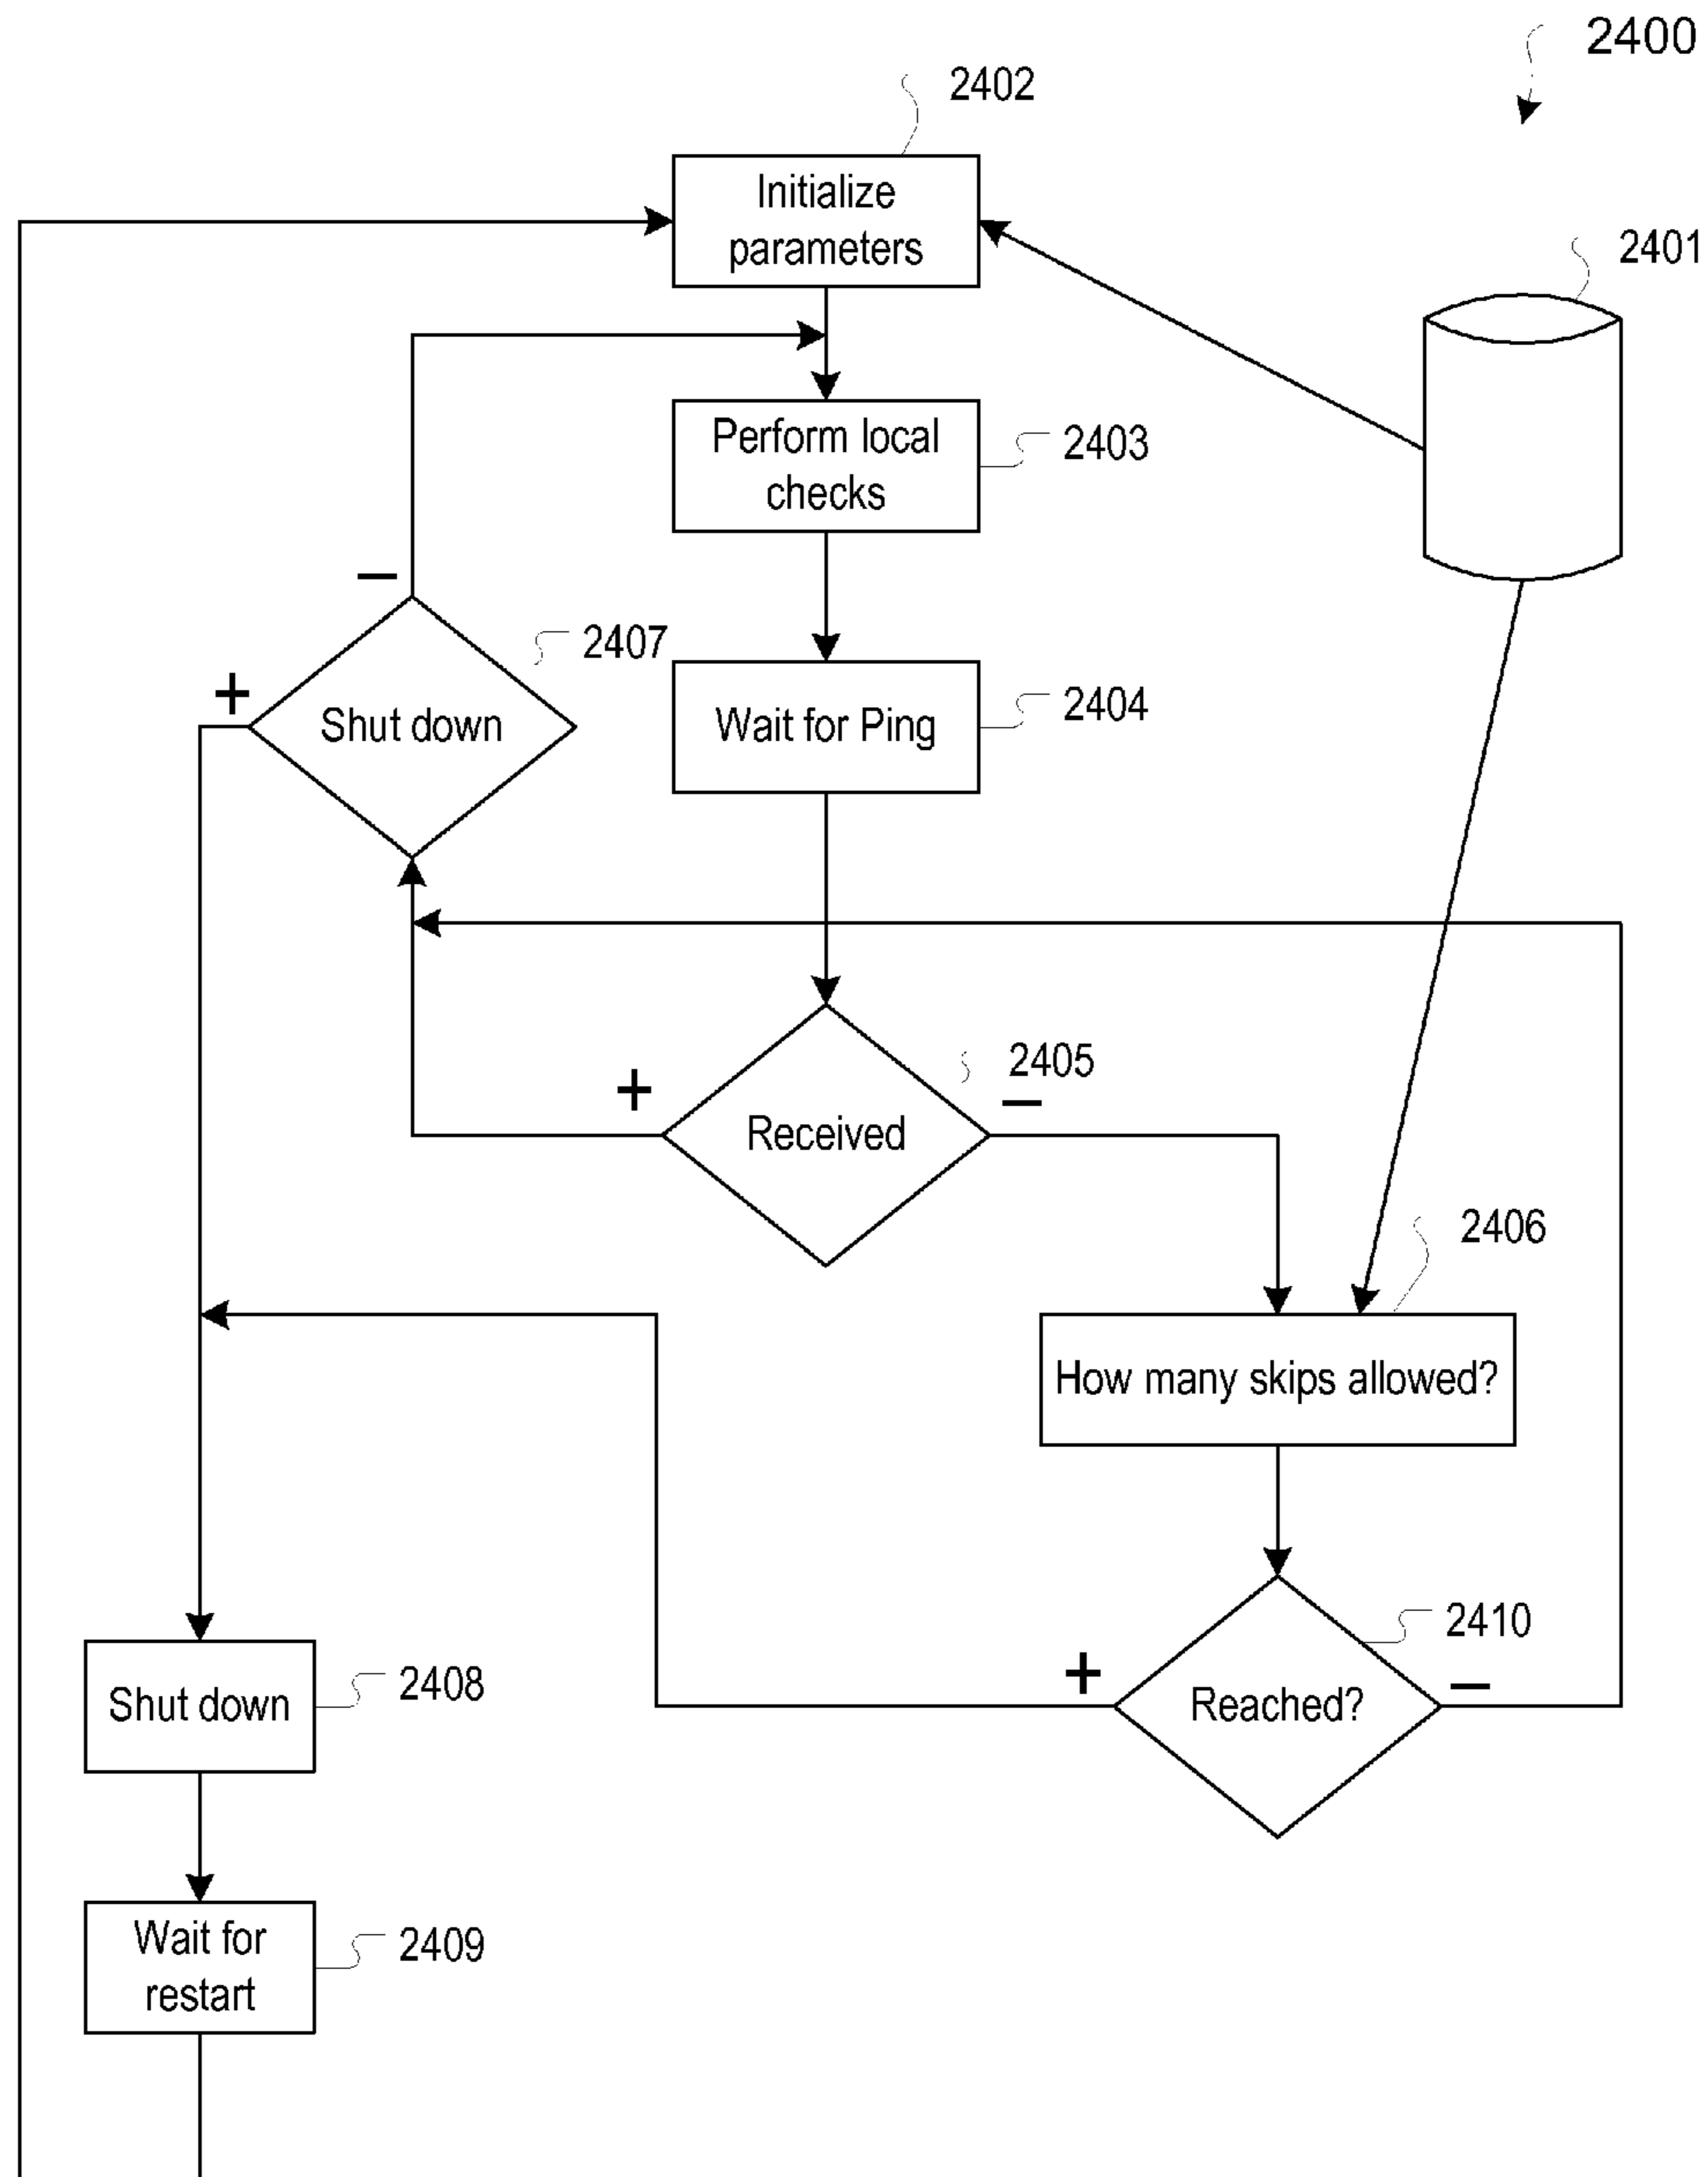 2400
2402
Initialize
parameters
2401
Perform local
checks
2403
−
2407
+
Shut down
Wait for Ping
2404
2405
+
−
Received
2406
How many skips allowed?
2410
+
−
Reached?
Shut down
2408
Wait for
restart
2409